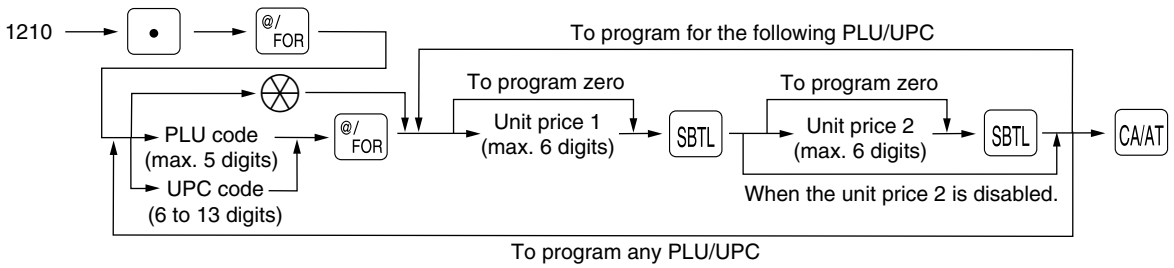 1210
•
@/
FOR
To program for the following PLU/UPC
To program zero
To program zero
PLU code
(max. 5 digits)
@/
FOR
Unit price 1
(max. 6 digits)
SBTL
Unit price 2
(max. 6 digits)
SBTL
CA/AT
UPC code
(6 to 13 digits)
When the unit price 2 is disabled.
To program any PLU/UPC